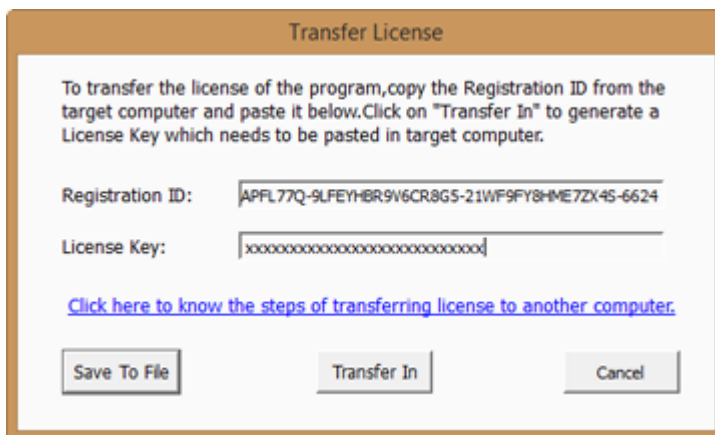 Transfer License
To transfer the license of the program,copy the Registration ID from the
target computer and paste it below.Click on "Transfer In" to generate a
License Key which needs to be pasted in target computer.
Registration ID: APFL77Q-9LFEYHBR9V6CR8G5-21WF9FY8HME7ZX4S-6624
License Key: xxxxxxxxxxxxxxxxxxxxxxxxxxxx
Click here to know the steps of transferring license to another computer.
Save To File Transfer In Cancel